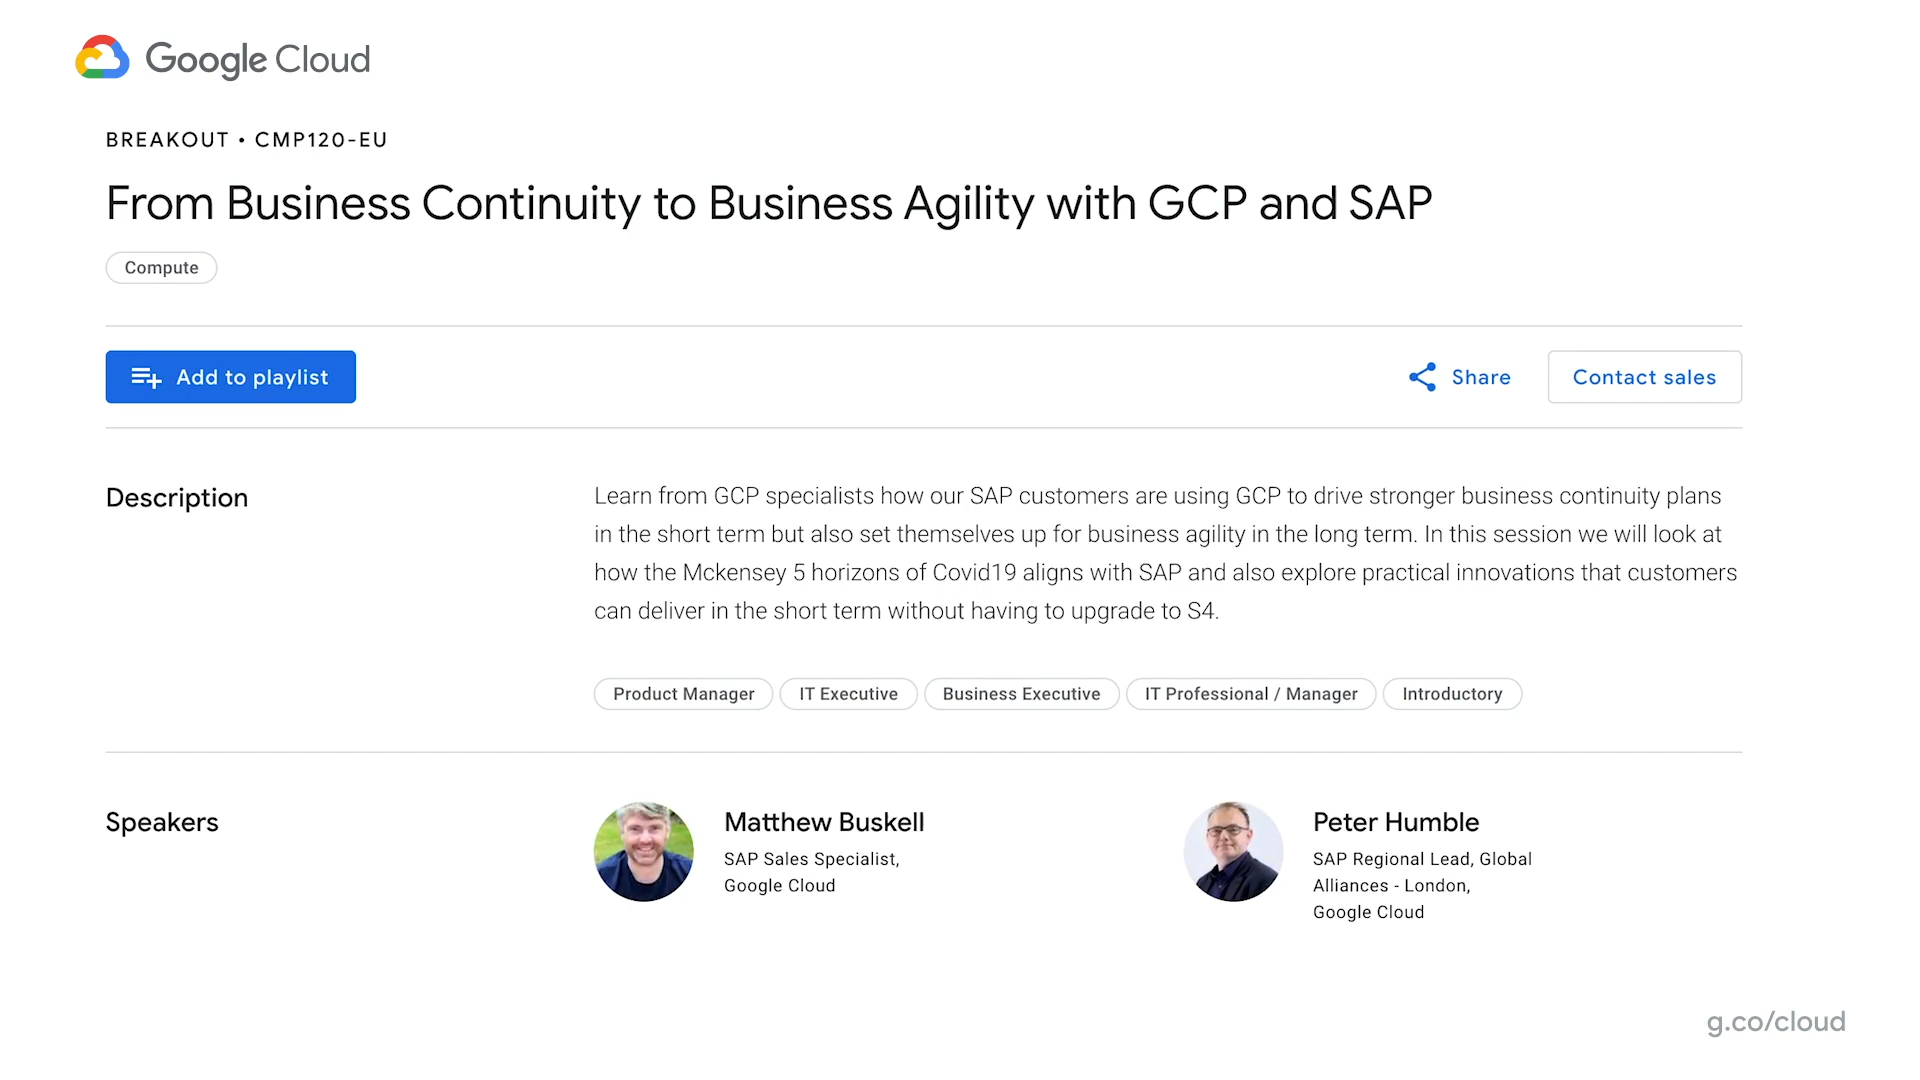 Google Cloud
BREAKOUT • CMP120-EU
From Business Continuity to Business Agility with GCP and SAP
Compute
Add to playlist
Share
Contact sales
Description
Learn from GCP specialists how our SAP customers are using GCP to drive stronger business continuity plans
in the short term but also set themselves up for business agility in the long term. In this session we will look at
how the Mckensey 5 horizons of Covid19 aligns with SAP and also explore practical innovations that customers
can deliver in the short term without having to upgrade to S4.
Product Manager
IT Executive
Business Executive
IT Professional / Manager
Introductory
Speakers
Matthew Buskell
SAP Sales Specialist,
Google Cloud
Peter Humble
SAP Regional Lead, Global
Alliances - London,
Google Cloud
g.co/cloud